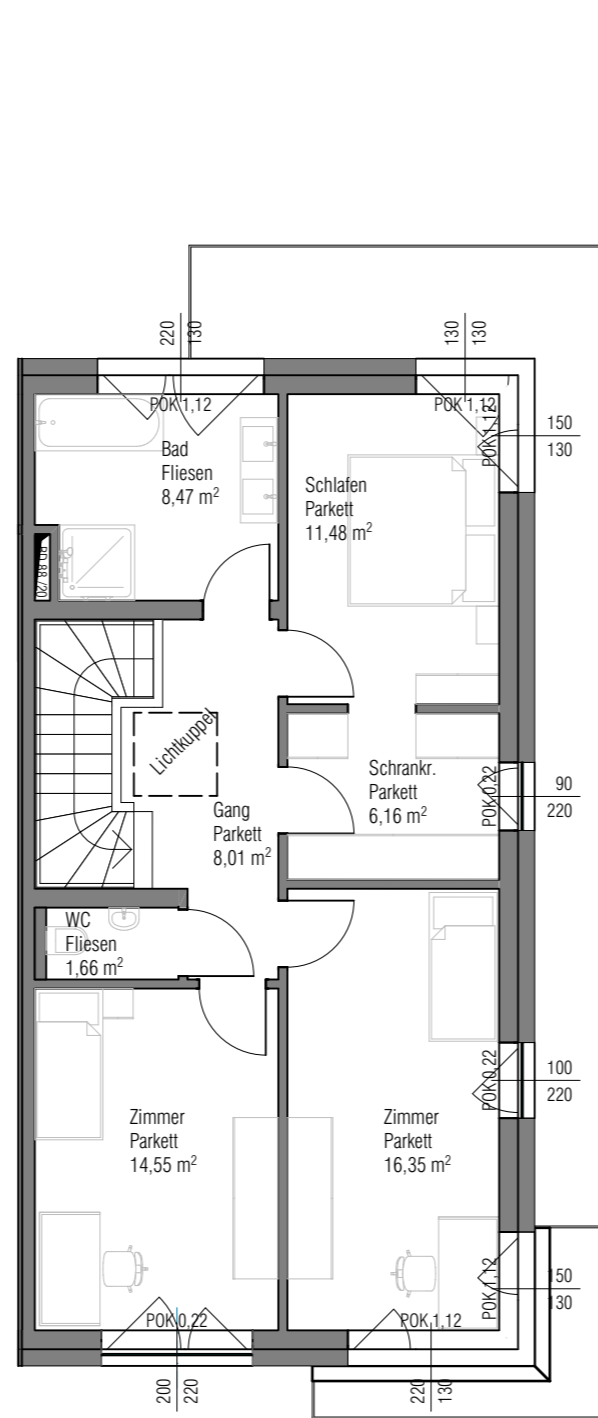 220
130
130
130
POK 1,12
POK 1,12
POK 1,12
150
130
Bad
Fliesen
8,47 m²
Schlafen
Parkett
11,48 m²
RD 88 /20
Lichtkuppel
Schrankr.
Parkett
6,16 m²
POK 0,22
90
220
Gang
Parkett
8,01 m²
WC
Fliesen
1,66 m²
POK 0,22
100
220
Zimmer
Parkett
14,55 m²
Zimmer
Parkett
16,35 m²
POK 1,12
150
130
POK 0,22
POK 1,12
200
220
220
130